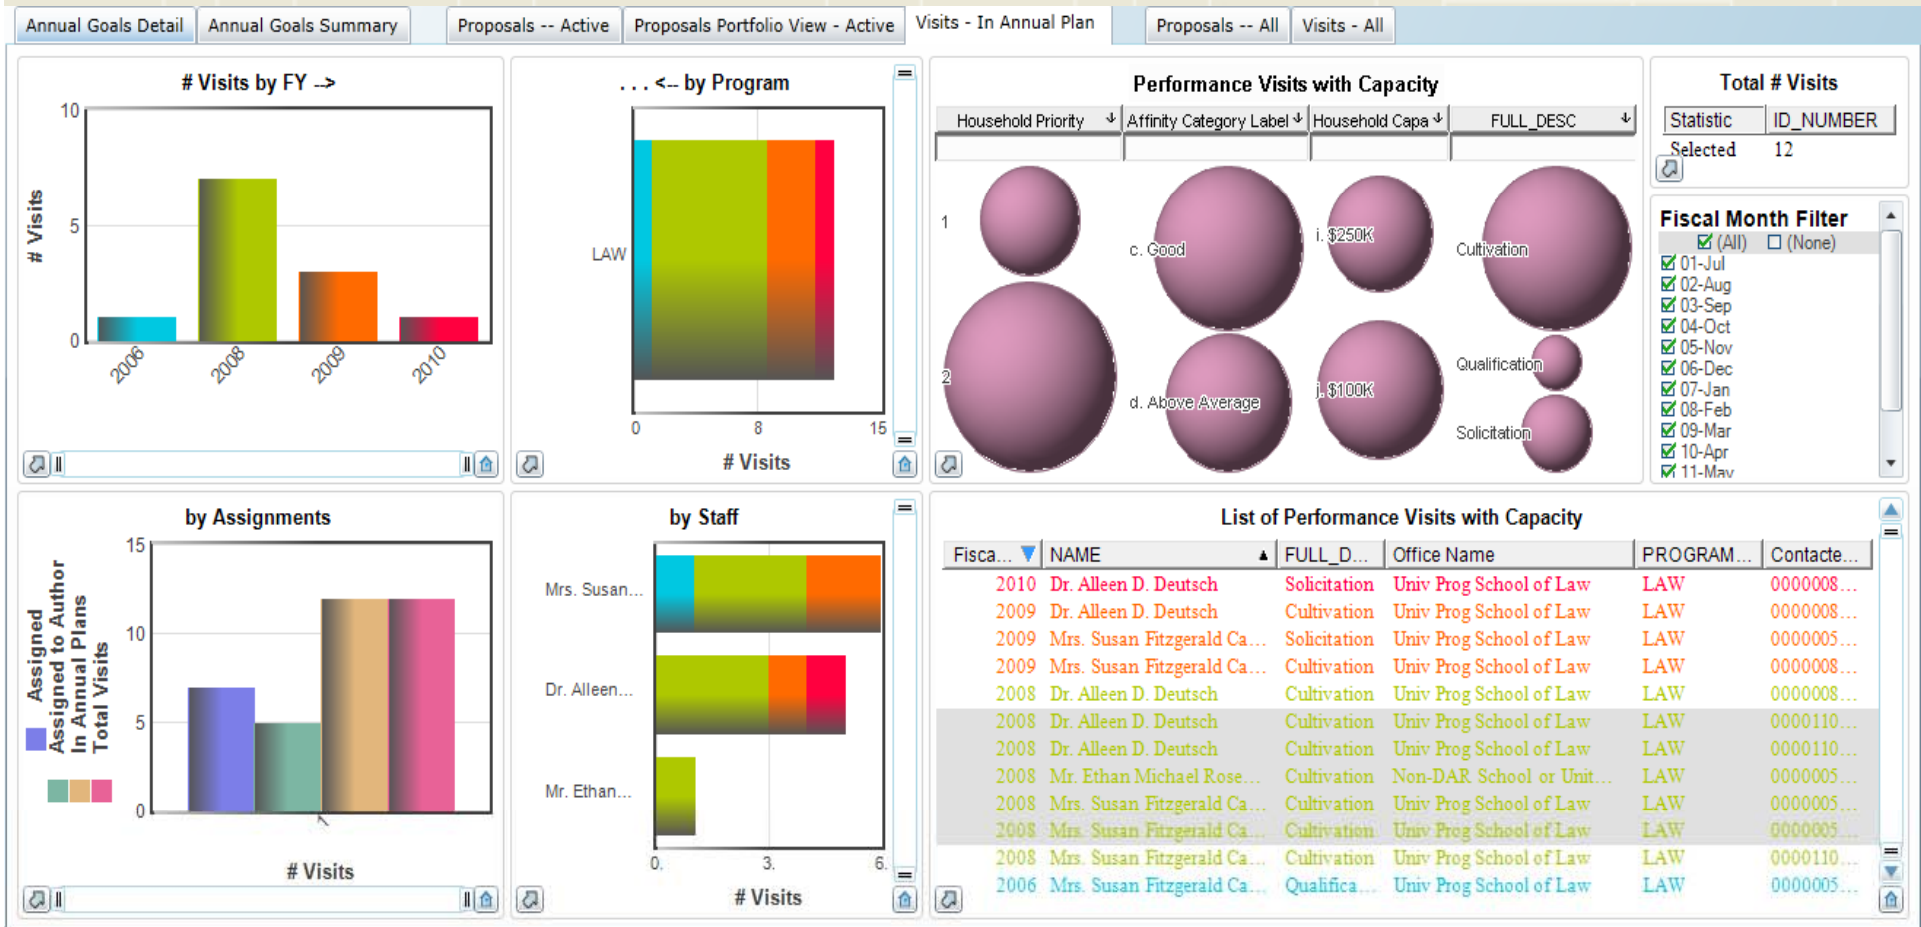 Annual Goals Detail
Annual Goals Summary
Proposals -- Active
Proposals Portfolio View - Active
Visits - In Annual Plan
Proposals -- All
Visits - All
# Visits by FY -->
# Visits
10
5
0
2006
2008
2009
2010
. . . <-- by Program
LAW
0
8
15
# Visits
Performance Visits with Capacity
Household Priority
Affinity Category Label
Household Capa
FULL_DESC
1
2
c. Good
d. Above Average
i. $250K
j. $100K
Cultivation
Qualification
Solicitation
Total # Visits
Statistic ID_NUMBER
Selected 12
Fiscal Month Filter
(All) (None)
01-Jul
02-Aug
03-Sep
04-Oct
05-Nov
06-Dec
07-Jan
08-Feb
09-Mar
10-Apr
11-May
by Assignments
Assigned
Assigned to Author
In Annual Plans
Total Visits
15
10
5
0
1
# Visits
by Staff
Mrs. Susan...
Dr. Alleen...
Mr. Ethan...
0.
3.
6.
# Visits
List of Performance Visits with Capacity
Fisca... NAME FULL_D... Office Name PROGRAM... Contacte...
2010 Dr. Alleen D. Deutsch Solicitation Univ Prog School of Law LAW 0000008...
2009 Dr. Alleen D. Deutsch Cultivation Univ Prog School of Law LAW 0000008...
2009 Mrs. Susan Fitzgerald Ca... Solicitation Univ Prog School of Law LAW 0000005...
2009 Mrs. Susan Fitzgerald Ca... Cultivation Univ Prog School of Law LAW 0000008...
2008 Dr. Alleen D. Deutsch Cultivation Univ Prog School of Law LAW 0000008...
2008 Dr. Alleen D. Deutsch Cultivation Univ Prog School of Law LAW 0000110...
2008 Dr. Alleen D. Deutsch Cultivation Univ Prog School of Law LAW 0000110...
2008 Mr. Ethan Michael Rose... Cultivation Non-DAR School or Unit... LAW 0000005...
2008 Mrs. Susan Fitzgerald Ca... Cultivation Univ Prog School of Law LAW 0000005...
2008 Mrs. Susan Fitzgerald Ca... Cultivation Univ Prog School of Law LAW 0000005...
2008 Mrs. Susan Fitzgerald Ca... Cultivation Univ Prog School of Law LAW 0000110...
2006 Mrs. Susan Fitzgerald Ca... Qualifica... Univ Prog School of Law LAW 0000005...